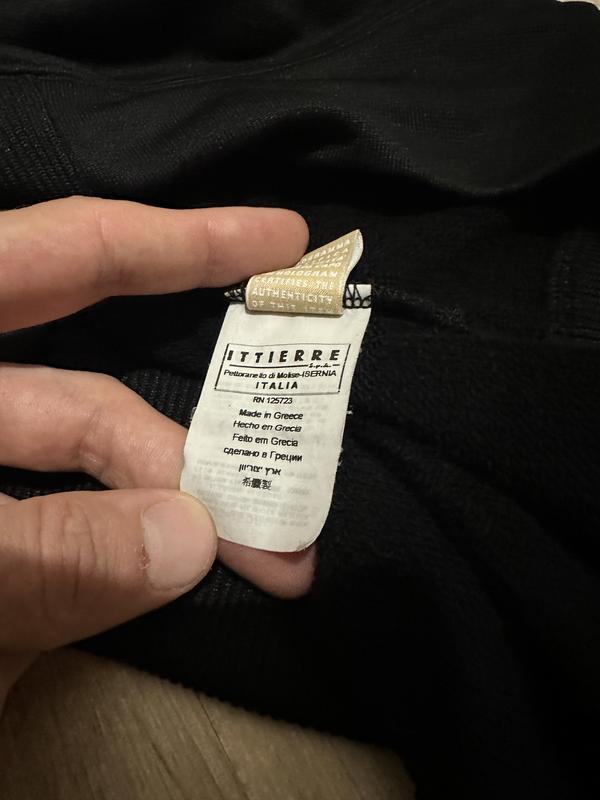 HOLOGRAM
CERTIFIES THE
AUTHENTICITY
OF THIS
ITTIERRE
S.p.A.
Pettoranello di Molise-ISERNIA
ITALIA
RN 125723
Made in Greece
Hecho en Grecia
Feito em Grecia
сделано в Греции
ארץ ייצור יוון
希臘製